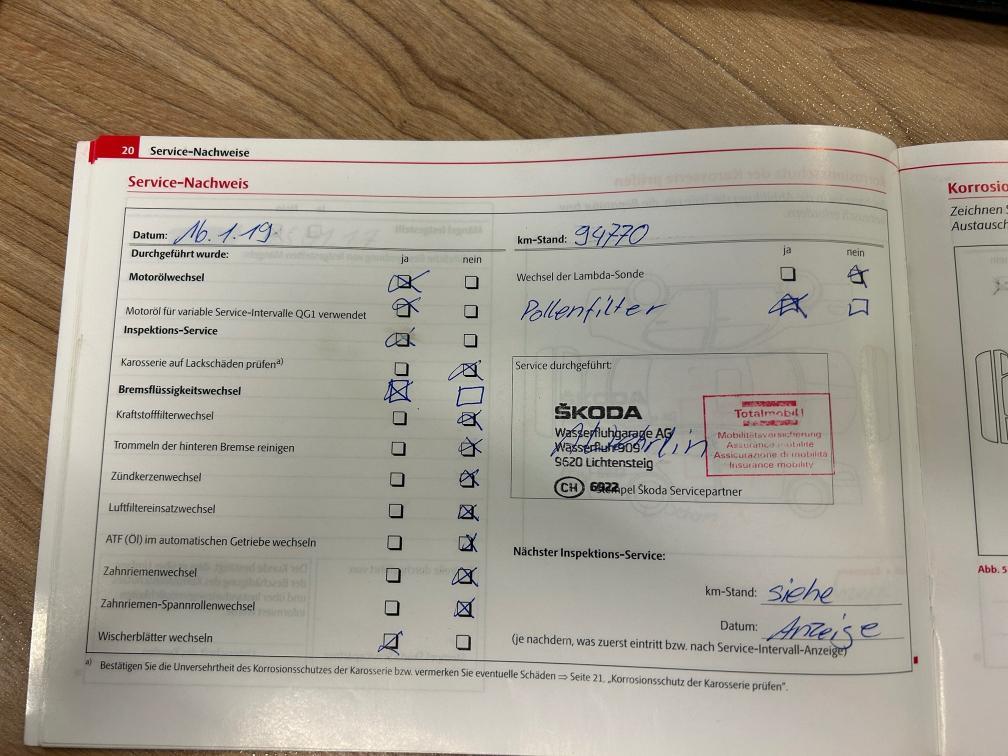 20 Service-Nachweise
Service-Nachweis
Datum: 16.1.19
Durchgeführt wurde: ja nein
Motorölwechsel
Motoröl für variable Service-Intervalle QG1 verwendet
Inspektions-Service
Karosserie auf Lackschäden prüfen a)
Bremsflüssigkeitswechsel
Kraftstofffilterwechsel
Trommeln der hinteren Bremse reinigen
Zündkerzenwechsel
Luftfiltereinsatzwechsel
ATF (Öl) im automatischen Getriebe wechseln
Zahnriemenwechsel
Zahnriemen-Spannrollenwechsel
Wischerblätter wechseln
km-Stand: 94770
ja nein
Wechsel der Lambda-Sonde
Pollenfilter
Service durchgeführt:
ŠKODA
Wasserfluhgarage AG
Wasserfluh 909
9620 Lichtensteig
CH 6922
Stempel Škoda Servicepartner
Totalmobil!
Mobilitätsversicherung
Assurance mobilité
Assicurazione di mobilità
Insurance mobility
Nächster Inspektions-Service:
km-Stand: siehe
Datum: Anzeige
(je nachdem, was zuerst eintritt bzw. nach Service-Intervall-Anzeige)
a) Bestätigen Sie die Unversehrtheit des Korrosionsschutzes der Karosserie bzw. vermerken Sie eventuelle Schäden ⇒ Seite 21, „Korrosionsschutz der Karosserie prüfen".
Korrosio
Zeichnen S
Austausch
Abb. 5